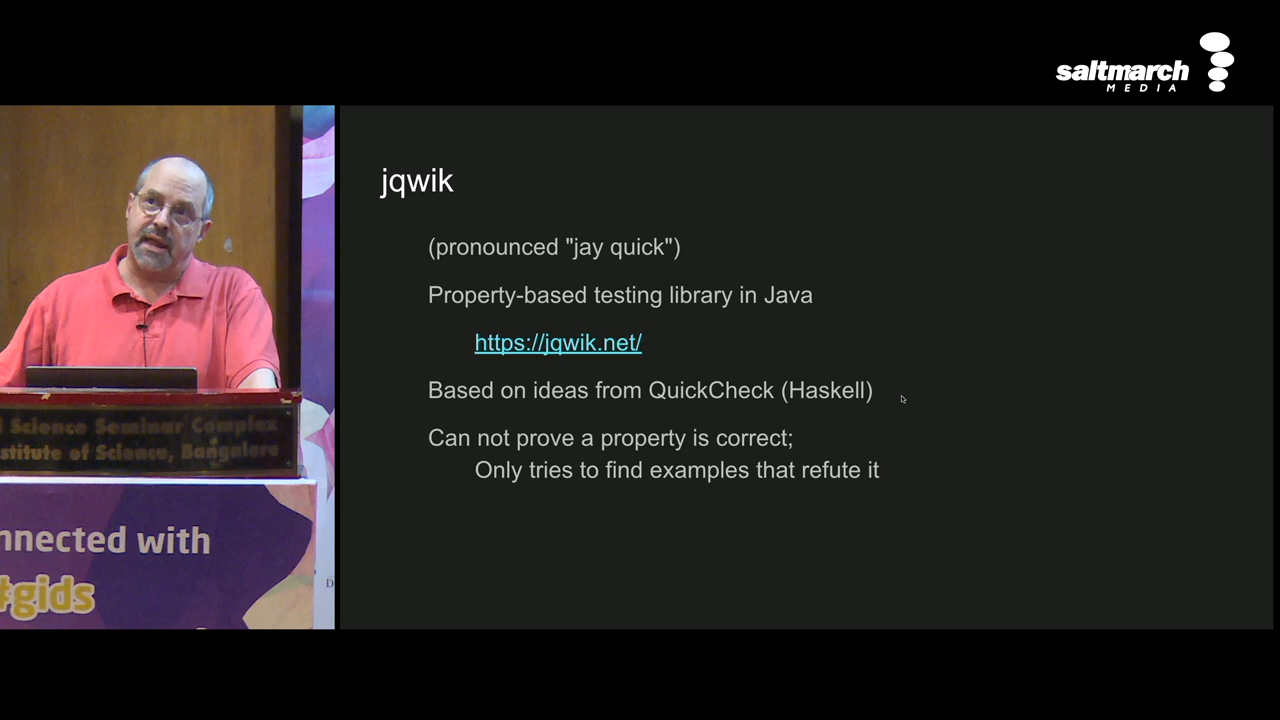 saltmarch
MEDIA
jqwik
(pronounced "jay quick")
Property-based testing library in Java
https://jqwik.net/
Based on ideas from QuickCheck (Haskell)
Can not prove a property is correct;
Only tries to find examples that refute it
l Science Seminar Complex
stitute of Science, Bangalore
nnected with
#gids
D